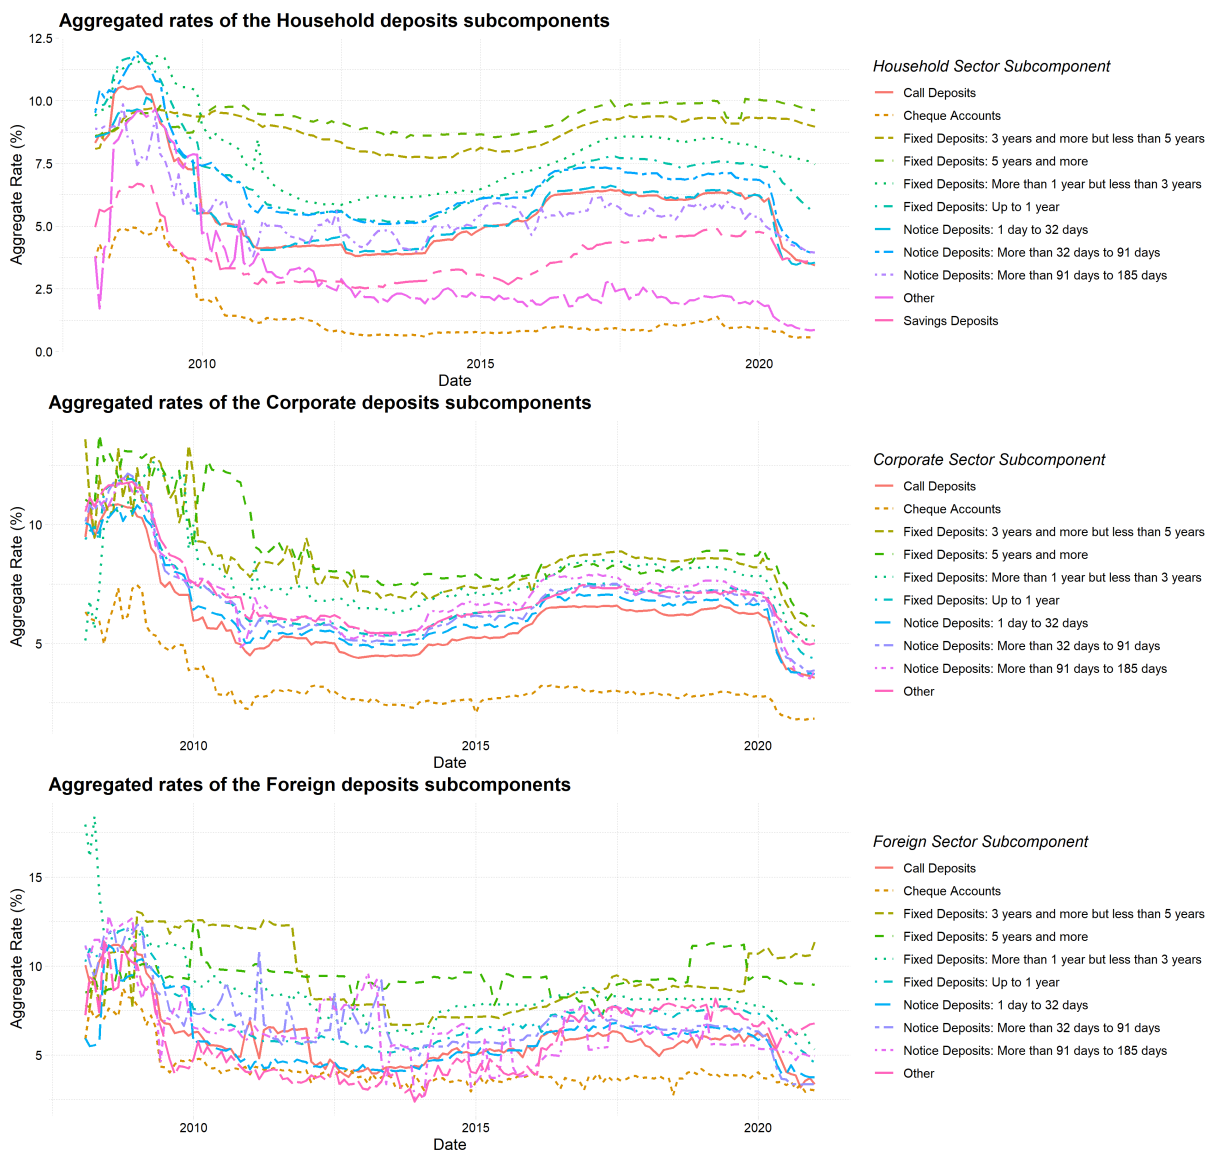 Aggregated rates of the Household deposits subcomponents
Aggregate Rate (%)
12.5
10.0
7.5
5.0
2.5
0.0
2010
2015
2020
Date
Household Sector Subcomponent
Call Deposits
Cheque Accounts
Fixed Deposits: 3 years and more but less than 5 years
Fixed Deposits: 5 years and more
Fixed Deposits: More than 1 year but less than 3 years
Fixed Deposits: Up to 1 year
Notice Deposits: 1 day to 32 days
Notice Deposits: More than 32 days to 91 days
Notice Deposits: More than 91 days to 185 days
Other
Savings Deposits
Aggregated rates of the Corporate deposits subcomponents
Aggregate Rate (%)
10
5
2010
2015
2020
Date
Corporate Sector Subcomponent
Call Deposits
Cheque Accounts
Fixed Deposits: 3 years and more but less than 5 years
Fixed Deposits: 5 years and more
Fixed Deposits: More than 1 year but less than 3 years
Fixed Deposits: Up to 1 year
Notice Deposits: 1 day to 32 days
Notice Deposits: More than 32 days to 91 days
Notice Deposits: More than 91 days to 185 days
Other
Aggregated rates of the Foreign deposits subcomponents
Aggregate Rate (%)
15
10
5
2010
2015
2020
Date
Foreign Sector Subcomponent
Call Deposits
Cheque Accounts
Fixed Deposits: 3 years and more but less than 5 years
Fixed Deposits: 5 years and more
Fixed Deposits: More than 1 year but less than 3 years
Fixed Deposits: Up to 1 year
Notice Deposits: 1 day to 32 days
Notice Deposits: More than 32 days to 91 days
Notice Deposits: More than 91 days to 185 days
Other